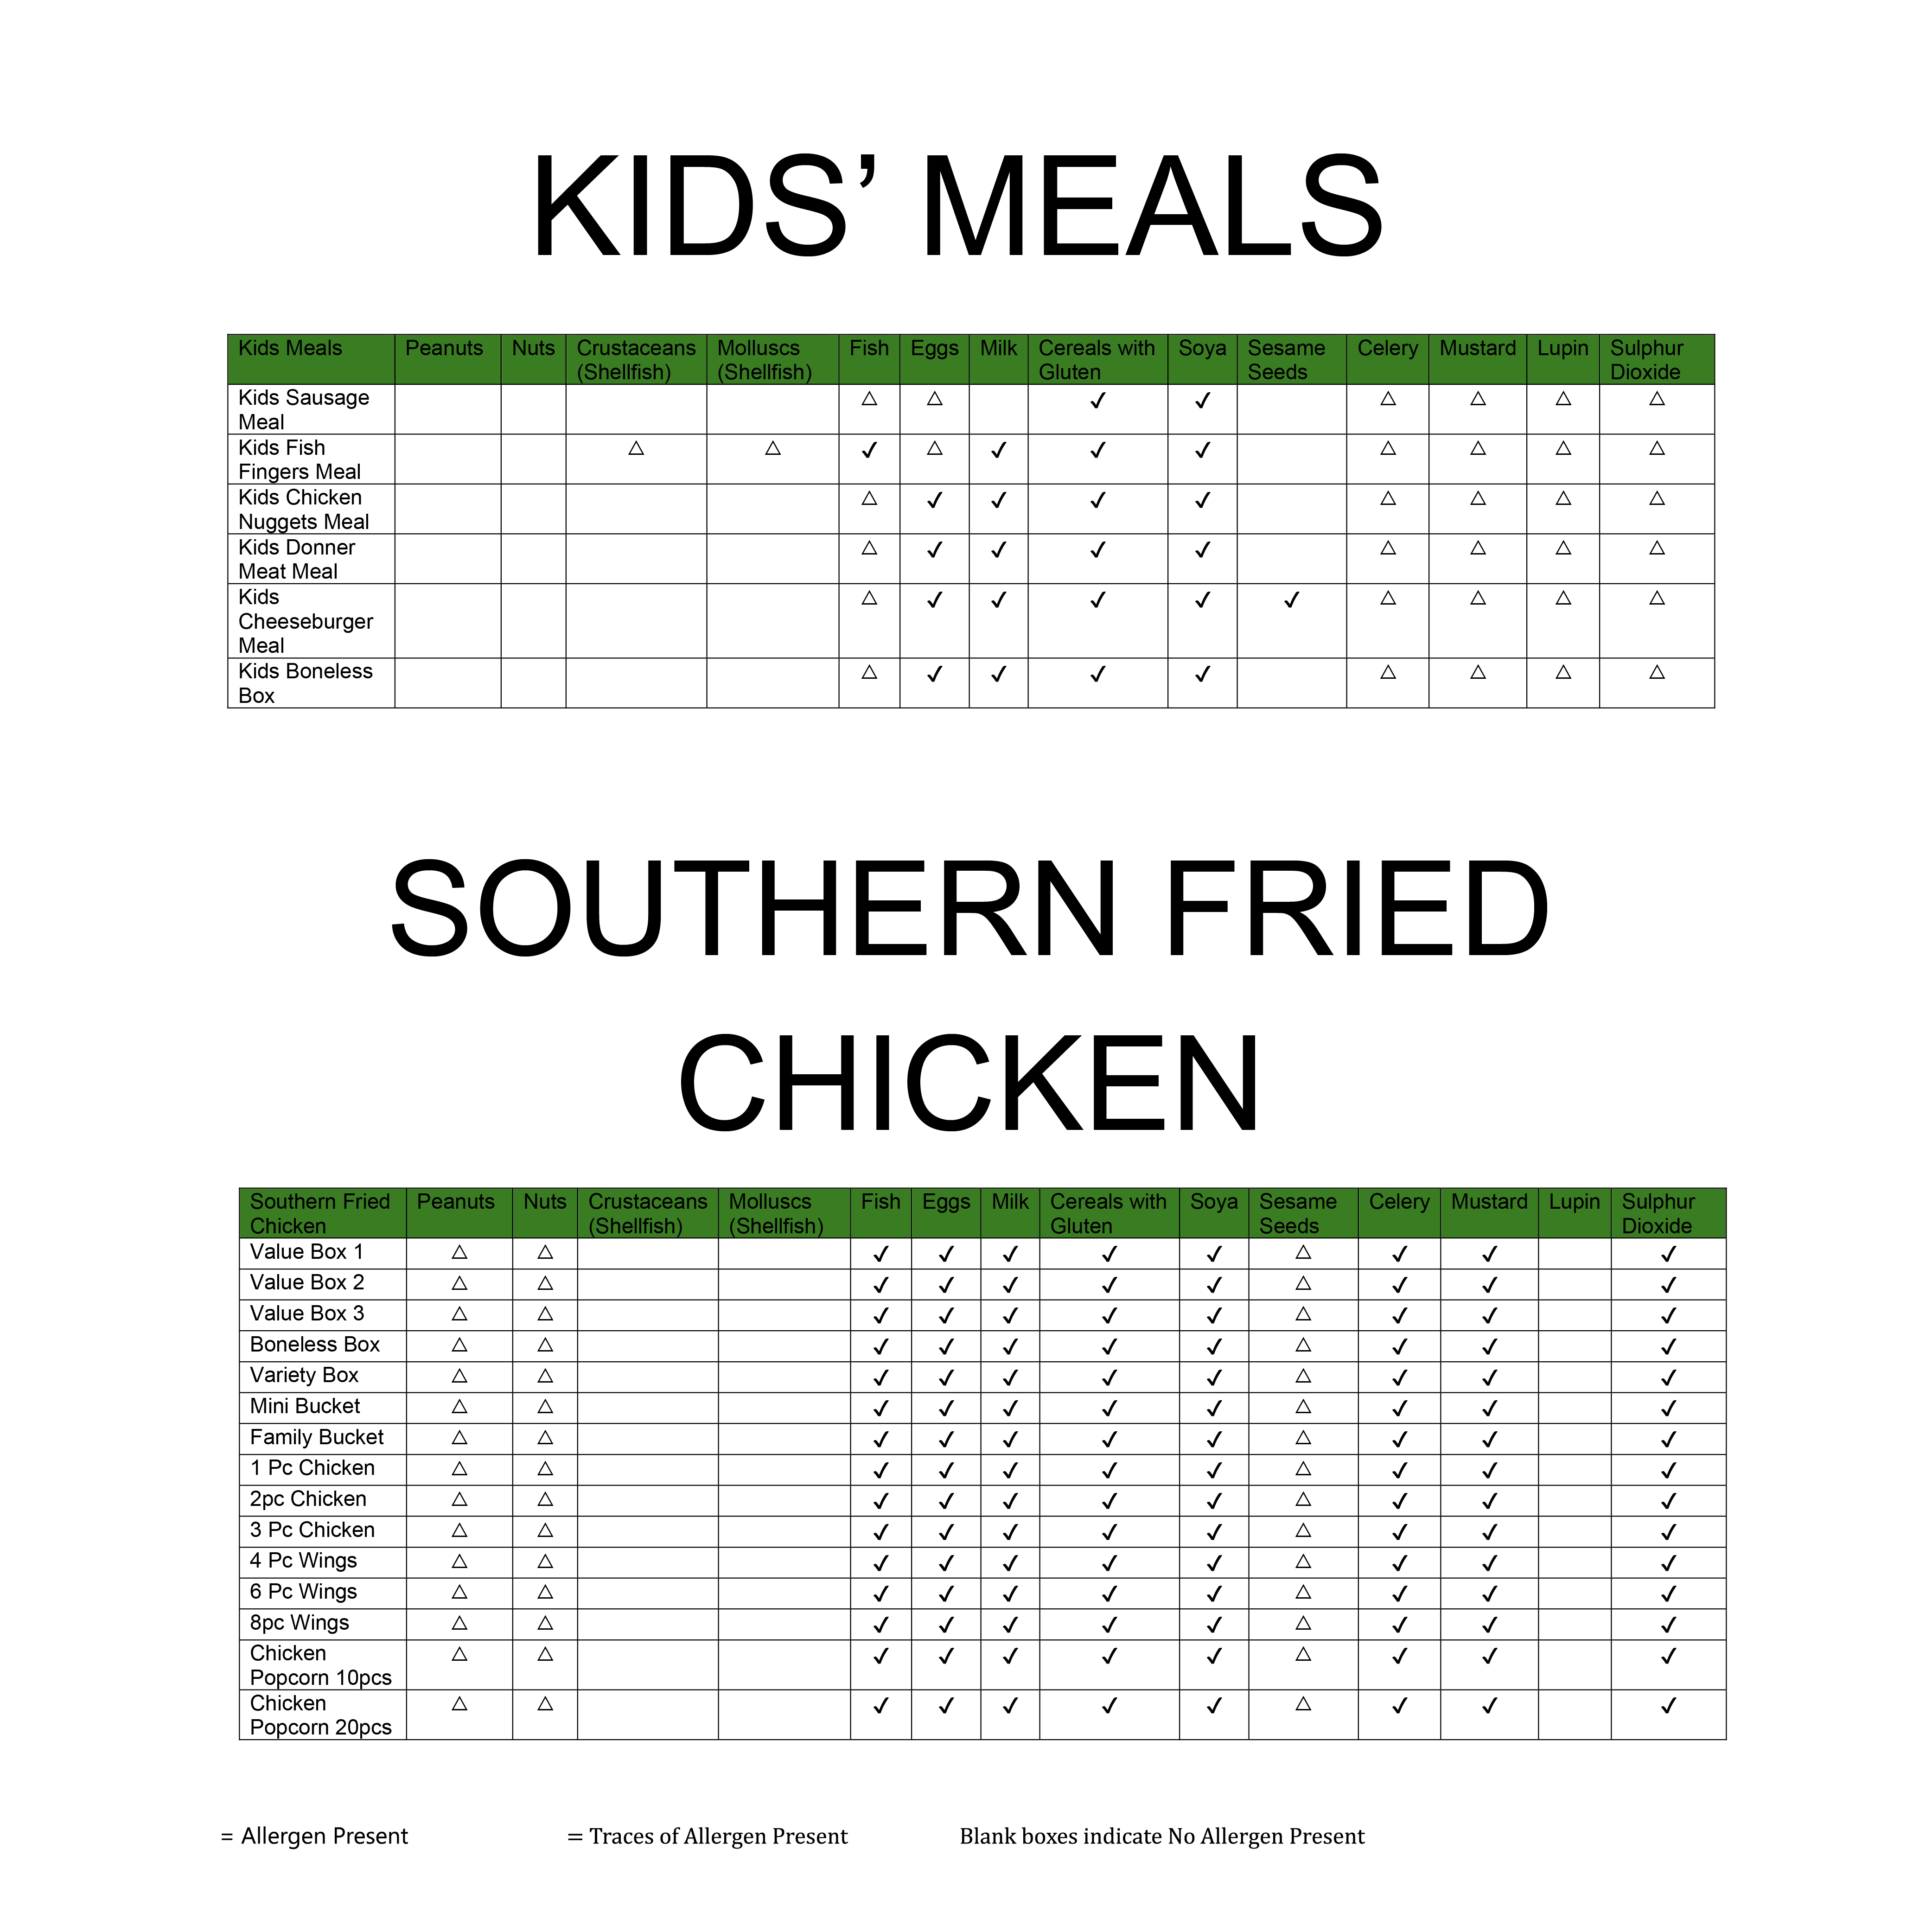 KIDS’ MEALS
Kids Meals Peanuts Nuts Crustaceans (Shellfish) Molluscs (Shellfish) Fish Eggs Milk Cereals with Gluten Soya Sesame Seeds Celery Mustard Lupin Sulphur Dioxide
Kids Sausage Meal △ △ ✓ ✓ △ △ △ △
Kids Fish Fingers Meal △ △ ✓ △ ✓ ✓ ✓ △ △ △ △
Kids Chicken Nuggets Meal △ ✓ ✓ ✓ ✓ △ △ △ △
Kids Donner Meat Meal △ ✓ ✓ ✓ ✓ △ △ △ △
Kids Cheeseburger Meal △ ✓ ✓ ✓ ✓ ✓ △ △ △ △
Kids Boneless Box △ ✓ ✓ ✓ ✓ △ △ △ △
SOUTHERN FRIED
CHICKEN
Southern Fried Chicken Peanuts Nuts Crustaceans (Shellfish) Molluscs (Shellfish) Fish Eggs Milk Cereals with Gluten Soya Sesame Seeds Celery Mustard Lupin Sulphur Dioxide
Value Box 1 △ △ ✓ ✓ ✓ ✓ ✓ △ ✓ ✓ ✓
Value Box 2 △ △ ✓ ✓ ✓ ✓ ✓ △ ✓ ✓ ✓
Value Box 3 △ △ ✓ ✓ ✓ ✓ ✓ △ ✓ ✓ ✓
Boneless Box △ △ ✓ ✓ ✓ ✓ ✓ △ ✓ ✓ ✓
Variety Box △ △ ✓ ✓ ✓ ✓ ✓ △ ✓ ✓ ✓
Mini Bucket △ △ ✓ ✓ ✓ ✓ ✓ △ ✓ ✓ ✓
Family Bucket △ △ ✓ ✓ ✓ ✓ ✓ △ ✓ ✓ ✓
1 Pc Chicken △ △ ✓ ✓ ✓ ✓ ✓ △ ✓ ✓ ✓
2pc Chicken △ △ ✓ ✓ ✓ ✓ ✓ △ ✓ ✓ ✓
3 Pc Chicken △ △ ✓ ✓ ✓ ✓ ✓ △ ✓ ✓ ✓
4 Pc Wings △ △ ✓ ✓ ✓ ✓ ✓ △ ✓ ✓ ✓
6 Pc Wings △ △ ✓ ✓ ✓ ✓ ✓ △ ✓ ✓ ✓
8pc Wings △ △ ✓ ✓ ✓ ✓ ✓ △ ✓ ✓ ✓
Chicken Popcorn 10pcs △ △ ✓ ✓ ✓ ✓ ✓ △ ✓ ✓ ✓
Chicken Popcorn 20pcs △ △ ✓ ✓ ✓ ✓ ✓ △ ✓ ✓ ✓
= Allergen Present = Traces of Allergen Present Blank boxes indicate No Allergen Present